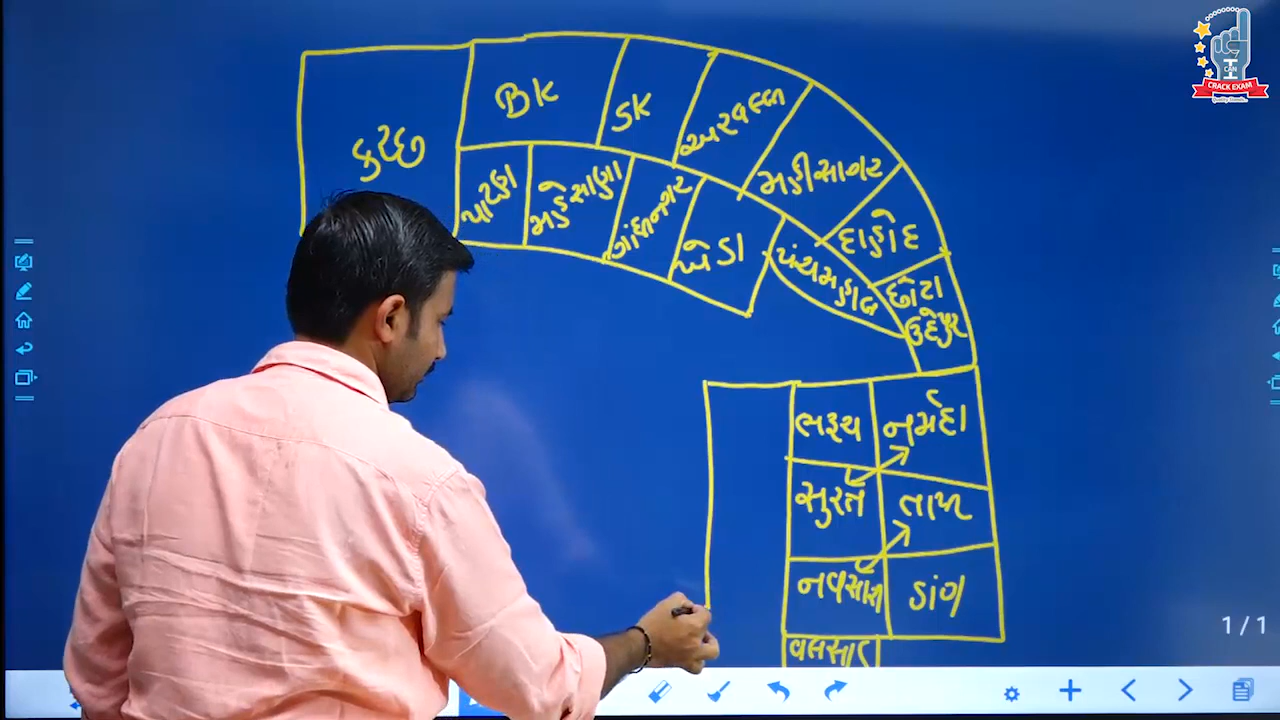 BK
SK
અરવલ્લી
કચ્છ
પાટણ
મહેસાણા
ગાંધીનગર
ખેડા
મહીસાગર
દાહોદ
પંચમહાલ
છોટા
ઉદેપુર
ભરૂચ
નર્મદા
સુરત
તાપી
નવસારી
ડાંગ
વલસાડ
I CAN
CRACK EXAM
1/1